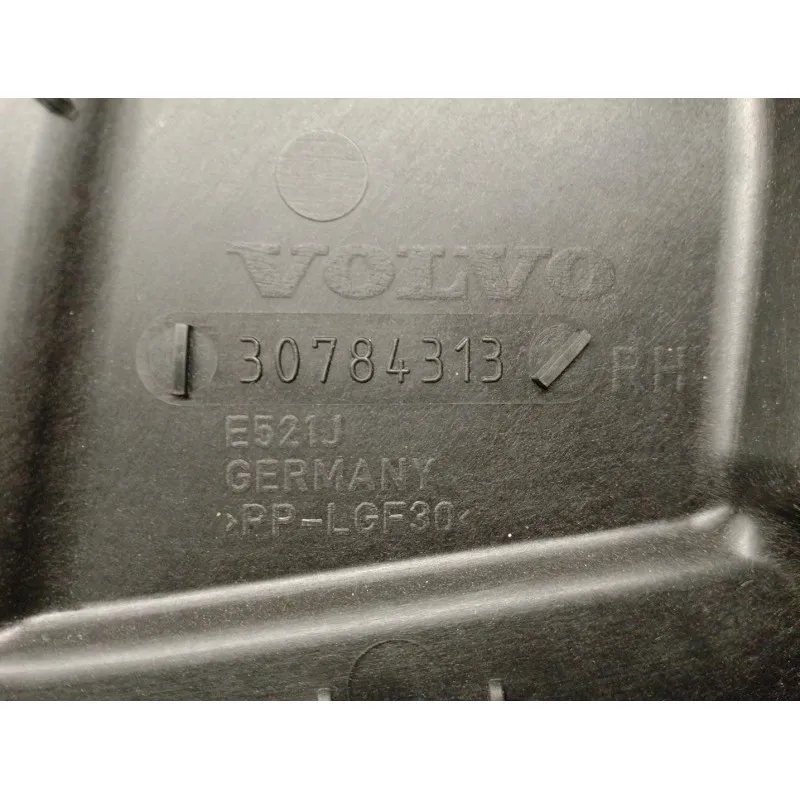 VOLVO
30784313 RH
E521J
GERMANY
>PP-LGF30<